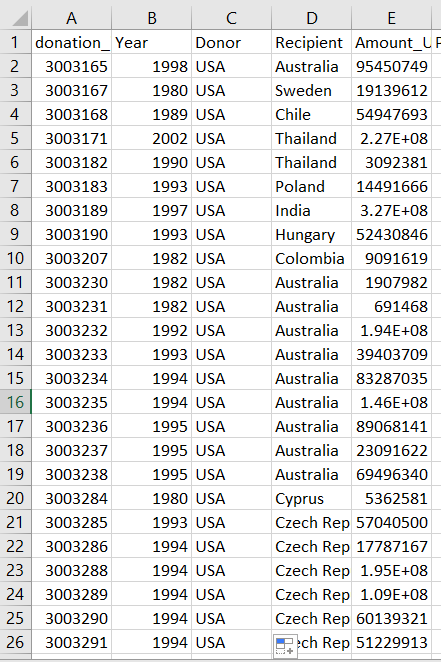 A B C D E
1 donation_ Year Donor Recipient Amount_U P
2 3003165 1998 USA Australia 95450749
3 3003167 1980 USA Sweden 19139612
4 3003168 1989 USA Chile 54947693
5 3003171 2002 USA Thailand 2.27E+08
6 3003182 1990 USA Thailand 3092381
7 3003183 1993 USA Poland 14491666
8 3003189 1997 USA India 3.27E+08
9 3003190 1993 USA Hungary 52430846
10 3003207 1982 USA Colombia 9091619
11 3003230 1982 USA Australia 1907982
12 3003231 1982 USA Australia 691468
13 3003232 1992 USA Australia 1.94E+08
14 3003233 1993 USA Australia 39403709
15 3003234 1994 USA Australia 83287035
16 3003235 1994 USA Australia 1.46E+08
17 3003236 1995 USA Australia 89068141
18 3003237 1995 USA Australia 23091622
19 3003238 1995 USA Australia 69496340
20 3003284 1980 USA Cyprus 5362581
21 3003285 1993 USA Czech Rep 57040500
22 3003286 1994 USA Czech Rep 17787167
23 3003288 1994 USA Czech Rep 1.95E+08
24 3003289 1994 USA Czech Rep 1.09E+08
25 3003290 1994 USA Czech Rep 60139321
26 3003291 1994 USA ech Rep 51229913